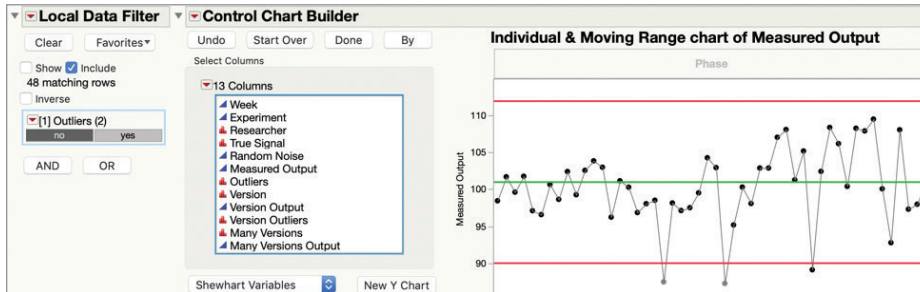 Local Data Filter
Clear
Favorites
Show
Include
48 matching rows
Inverse
[1] Outliers (2)
no
yes
AND
OR
Control Chart Builder
Undo
Start Over
Done
By
Select Columns
13 Columns
Week
Experiment
Researcher
True Signal
Random Noise
Measured Output
Outliers
Version
Version Output
Version Outliers
Many Versions
Many Versions Output
Shewhart Variables
New Y Chart
Individual & Moving Range chart of Measured Output
Phase
Measured Output
110
105
100
95
90